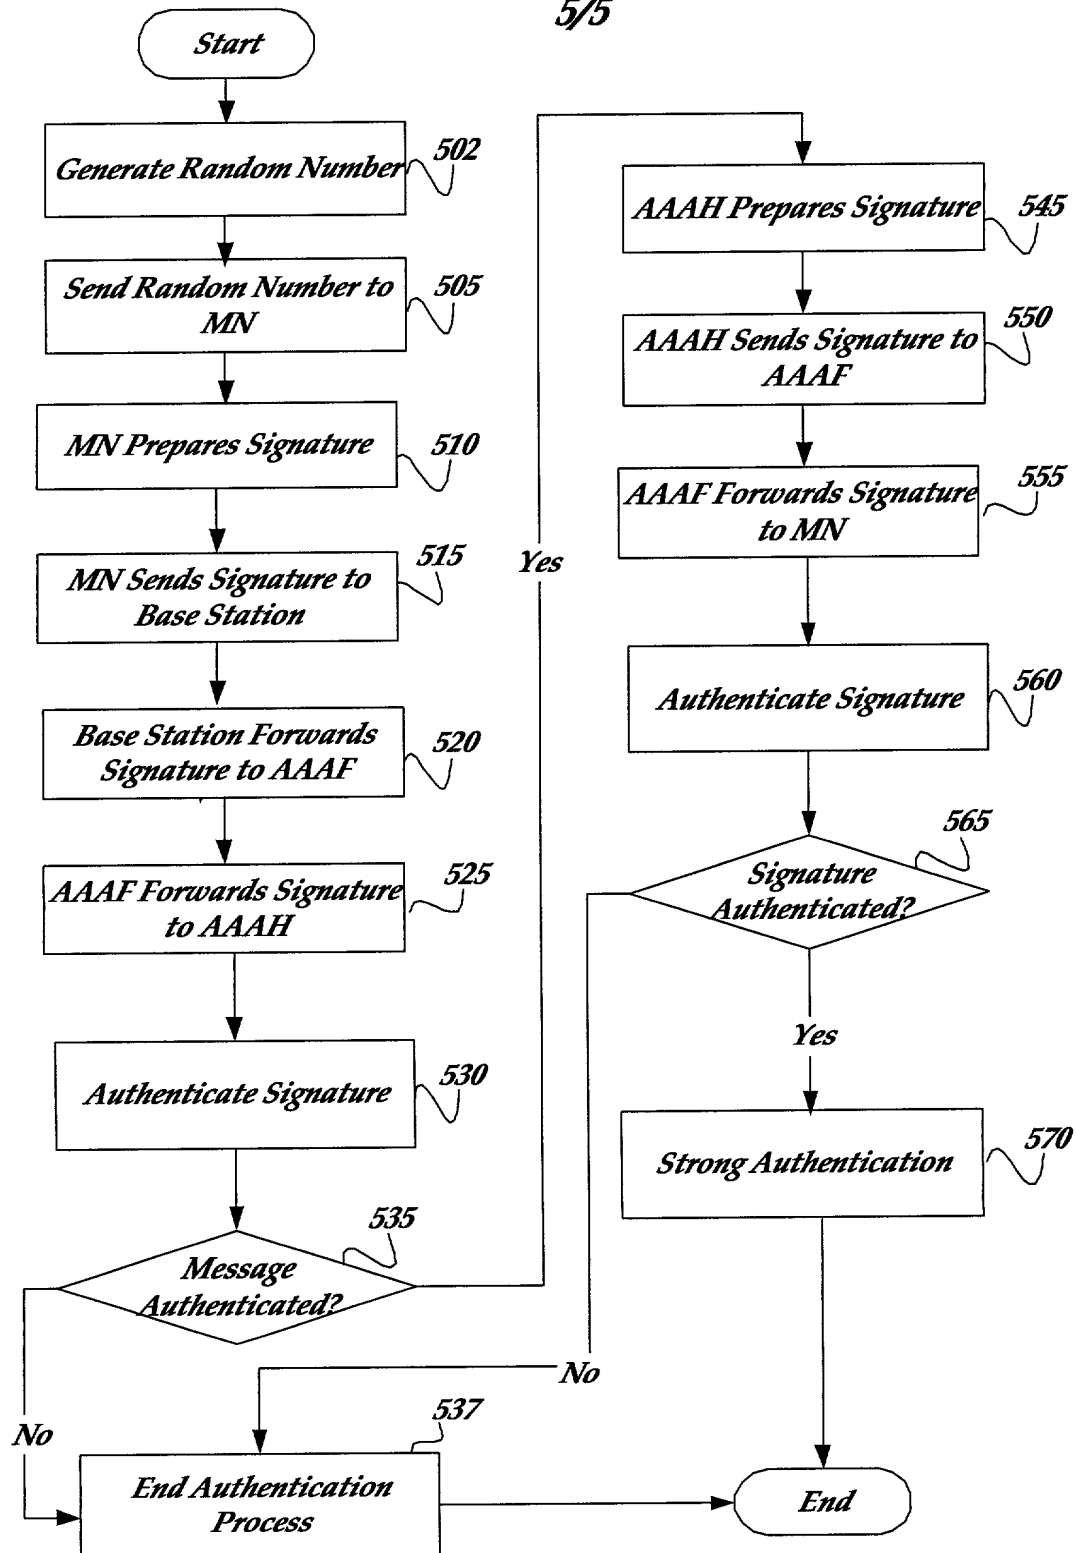 5/5
Start
Generate Random Number
502
Send Random Number to
MN
505
MN Prepares Signature
510
MN Sends Signature to
Base Station
515
Base Station Forwards
Signature to AAAF
520
AAAF Forwards Signature
to AAAH
525
Authenticate Signature
530
Message
Authenticated?
535
Yes
No
AAAH Prepares Signature
545
AAAH Sends Signature to
AAAF
550
AAAF Forwards Signature
to MN
555
Authenticate Signature
560
Signature
Authenticated?
565
Yes
No
Strong Authentication
570
End Authentication
Process
537
End